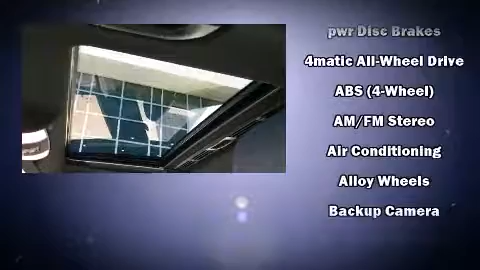 pwr Disc Brakes
4matic All-Wheel Drive
ABS (4-Wheel)
AM/FM Stereo
Air Conditioning
Alloy Wheels
Backup Camera